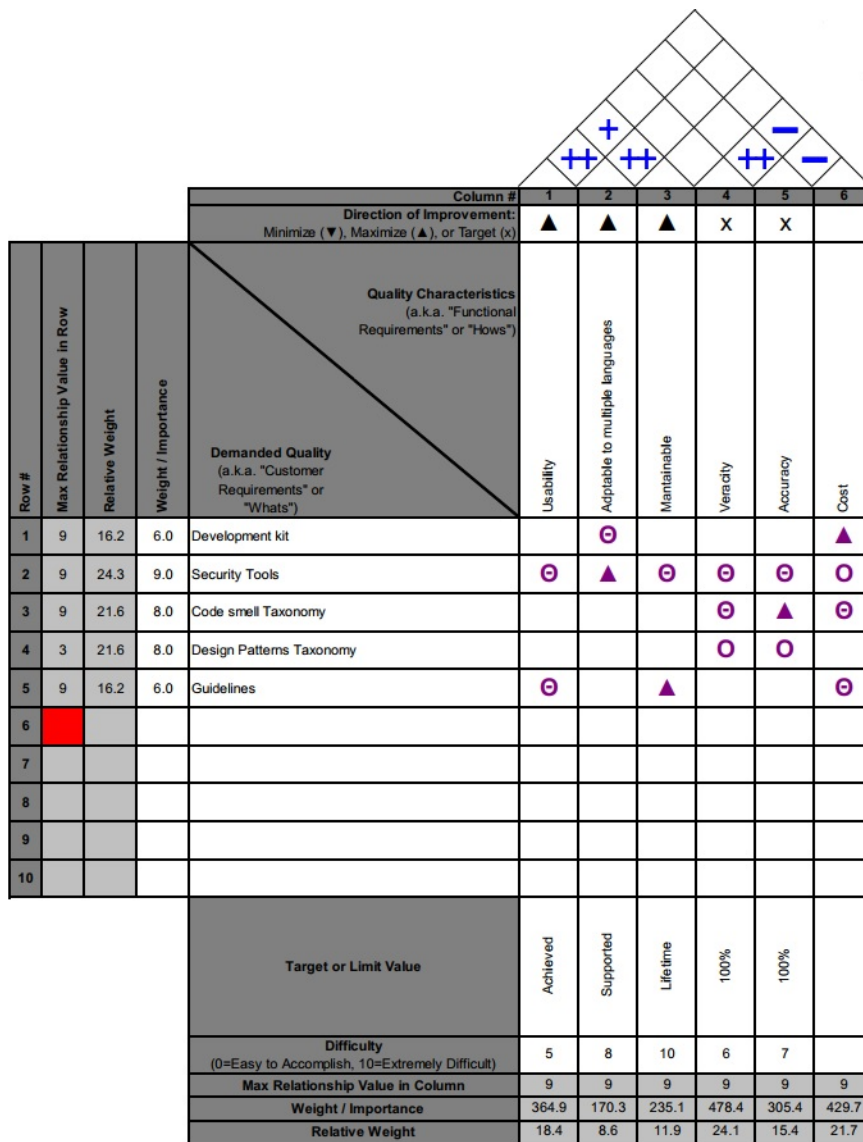 + −
++ ++ ++ −
Column # 1 2 3 4 5 6
Direction of Improvement:
Minimize (▼), Maximize (▲), or Target (x) ▲ ▲ ▲ x x
Row #
Max Relationship Value in Row
Relative Weight
Weight / Importance
Quality Characteristics
(a.k.a. "Functional
Requirements" or "Hows")
Demanded Quality
(a.k.a. "Customer
Requirements" or
"Whats")
Usability
Adptable to multiple languages
Mantainable
Veracity
Accuracy
Cost
1 9 16.2 6.0 Development kit Θ ▲
2 9 24.3 9.0 Security Tools Θ ▲ Θ Θ Θ Ο
3 9 21.6 8.0 Code smell Taxonomy Θ ▲ Θ
4 3 21.6 8.0 Design Patterns Taxonomy Ο Ο
5 9 16.2 6.0 Guidelines Θ ▲ Θ
6
7
8
9
10
Target or Limit Value
Achieved
Supported
Lifetime
100%
100%
Difficulty
(0=Easy to Accomplish, 10=Extremely Difficult) 5 8 10 6 7
Max Relationship Value in Column 9 9 9 9 9 9
Weight / Importance 364.9 170.3 235.1 478.4 305.4 429.7
Relative Weight 18.4 8.6 11.9 24.1 15.4 21.7